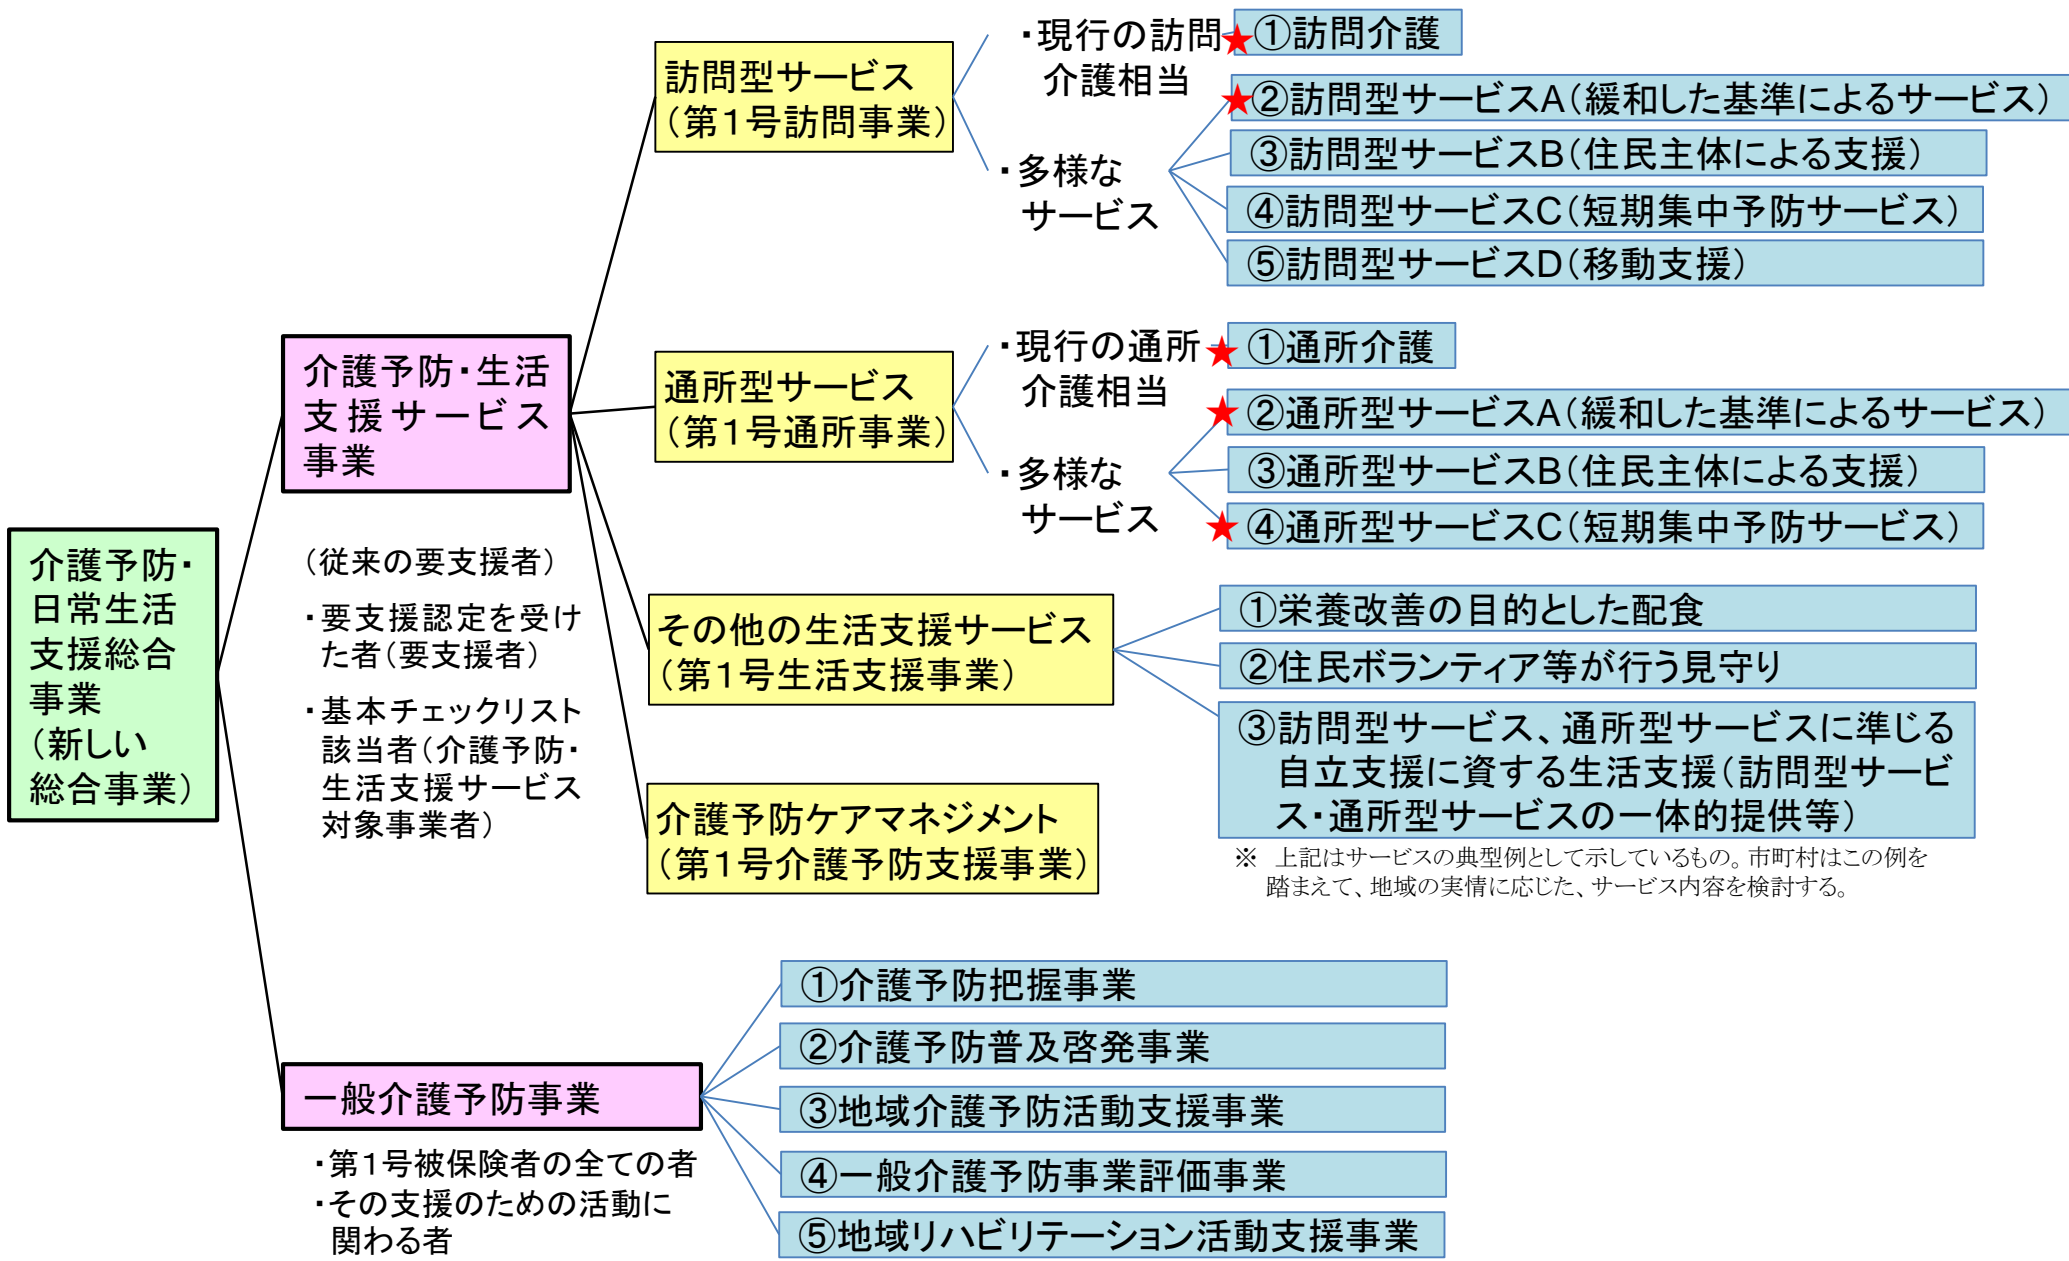 介護予防・
日常生活
支援総合
事業
（新しい
総合事業）
介護予防・生活
支援サービス
事業
（従来の要支援者）
・要支援認定を受け
た者（要支援者）
・基本チェックリスト
該当者（介護予防・
生活支援サービス
対象事業者）
訪問型サービス
（第１号訪問事業）
・現行の訪問
介護相当
★①訪問介護
・多様な
サービス
★②訪問型サービスA（緩和した基準によるサービス）
③訪問型サービスB（住民主体による支援）
④訪問型サービスC（短期集中予防サービス）
⑤訪問型サービスD（移動支援）
通所型サービス
（第１号通所事業）
・現行の通所
介護相当
★①通所介護
・多様な
サービス
★②通所型サービスA（緩和した基準によるサービス）
③通所型サービスB（住民主体による支援）
★④通所型サービスC（短期集中予防サービス）
その他の生活支援サービス
（第１号生活支援事業）
①栄養改善の目的とした配食
②住民ボランティア等が行う見守り
③訪問型サービス、通所型サービスに準じる
自立支援に資する生活支援（訪問型サービ
ス・通所型サービスの一体的提供等）
※　上記はサービスの典型例として示しているもの。市町村はこの例を
踏まえて、地域の実情に応じた、サービス内容を検討する。
介護予防ケアマネジメント
（第１号介護予防支援事業）
一般介護予防事業
・第１号被保険者の全ての者
・その支援のための活動に
関わる者
①介護予防把握事業
②介護予防普及啓発事業
③地域介護予防活動支援事業
④一般介護予防事業評価事業
⑤地域リハビリテーション活動支援事業